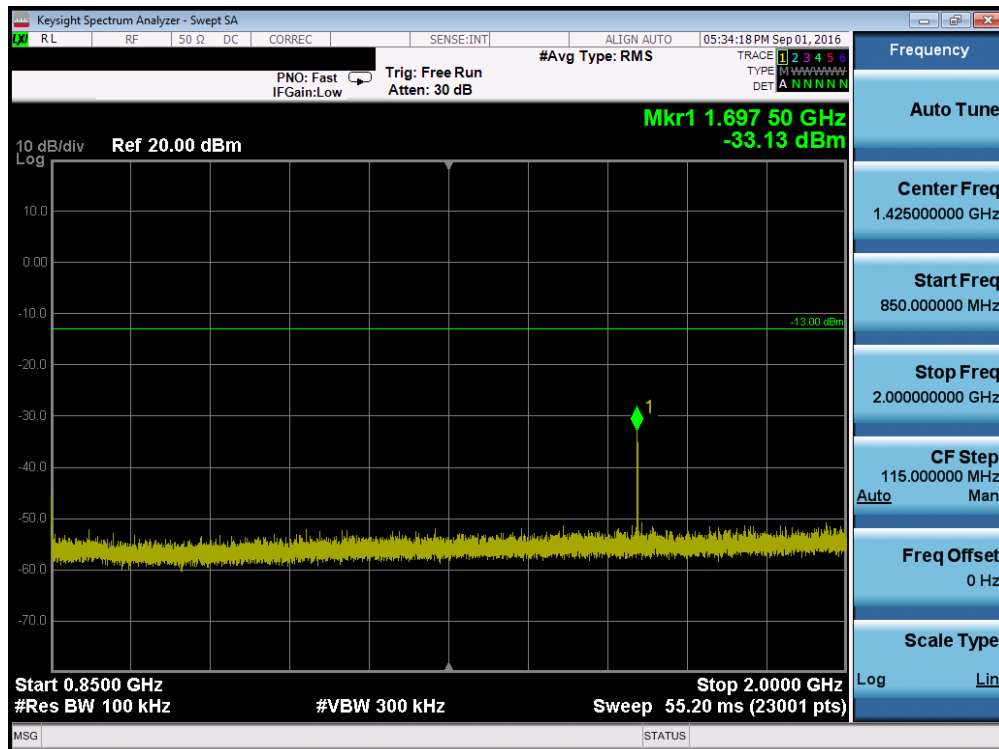 Keysight Spectrum Analyzer - Swept SA
LXI RL RF 50 Ω DC CORREC SENSE:INT ALIGN AUTO 05:34:18 PM Sep 01, 2016
#Avg Type: RMS
TRACE 1 2 3 4 5 6
PNO: Fast Trig: Free Run
TYPE M WWWWW
IFGain:Low Atten: 30 dB
DET A N N N N N
Mkr1 1.697 50 GHz
-33.13 dBm
10 dB/div Ref 20.00 dBm
Log
10.0
0.00
-10.0
-13.00 dBm
-20.0
-30.0
1
-40.0
-50.0
-60.0
-70.0
Start 0.8500 GHz Stop 2.0000 GHz
#Res BW 100 kHz #VBW 300 kHz Sweep 55.20 ms (23001 pts)
MSG STATUS
Frequency
Auto Tune
Center Freq
1.425000000 GHz
Start Freq
850.000000 MHz
Stop Freq
2.000000000 GHz
CF Step
115.000000 MHz
Auto Man
Freq Offset
0 Hz
Scale Type
Log Lin